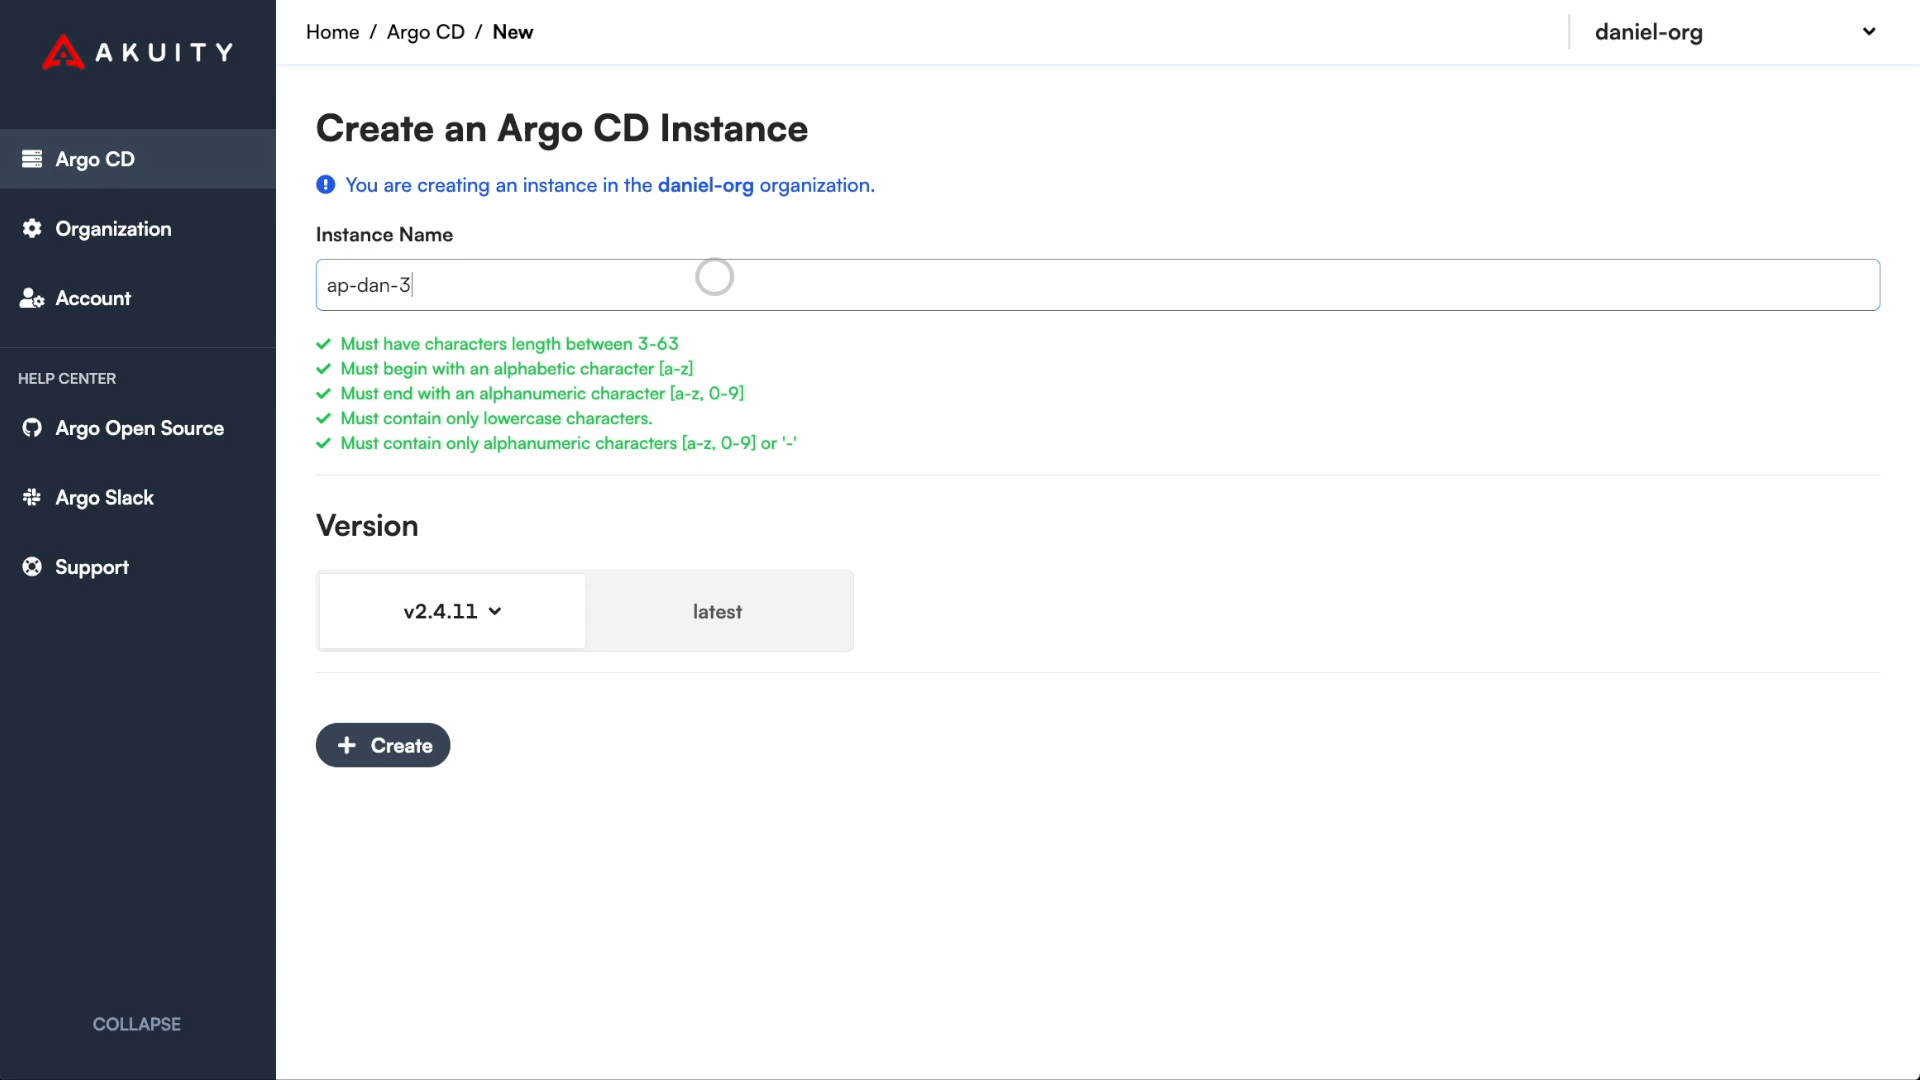 AKUITY
Home / Argo CD / New
daniel-org
Argo CD
Organization
Account
HELP CENTER
Argo Open Source
Argo Slack
Support
COLLAPSE
Create an Argo CD Instance
You are creating an instance in the daniel-org organization.
Instance Name
ap-dan-3
Must have characters length between 3-63
Must begin with an alphabetic character [a-z]
Must end with an alphanumeric character [a-z, 0-9]
Must contain only lowercase characters.
Must contain only alphanumeric characters [a-z, 0-9] or '-'
Version
v2.4.11
latest
+ Create